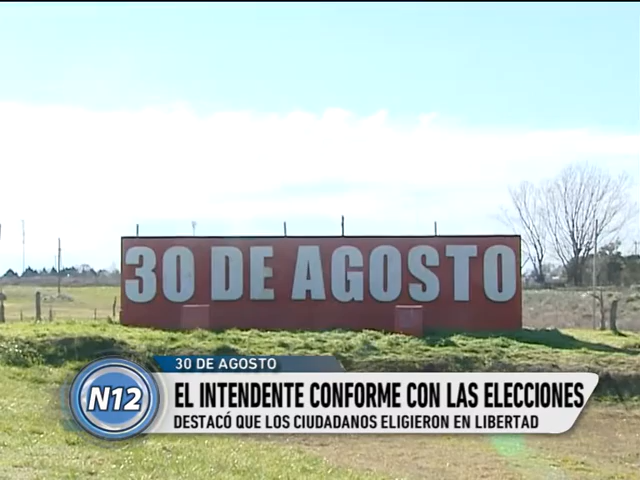 30 DE AGOSTO
30 DE AGOSTO
N12
EL INTENDENTE CONFORME CON LAS ELECCIONES
DESTACÓ QUE LOS CIUDADANOS ELIGIERON EN LIBERTAD